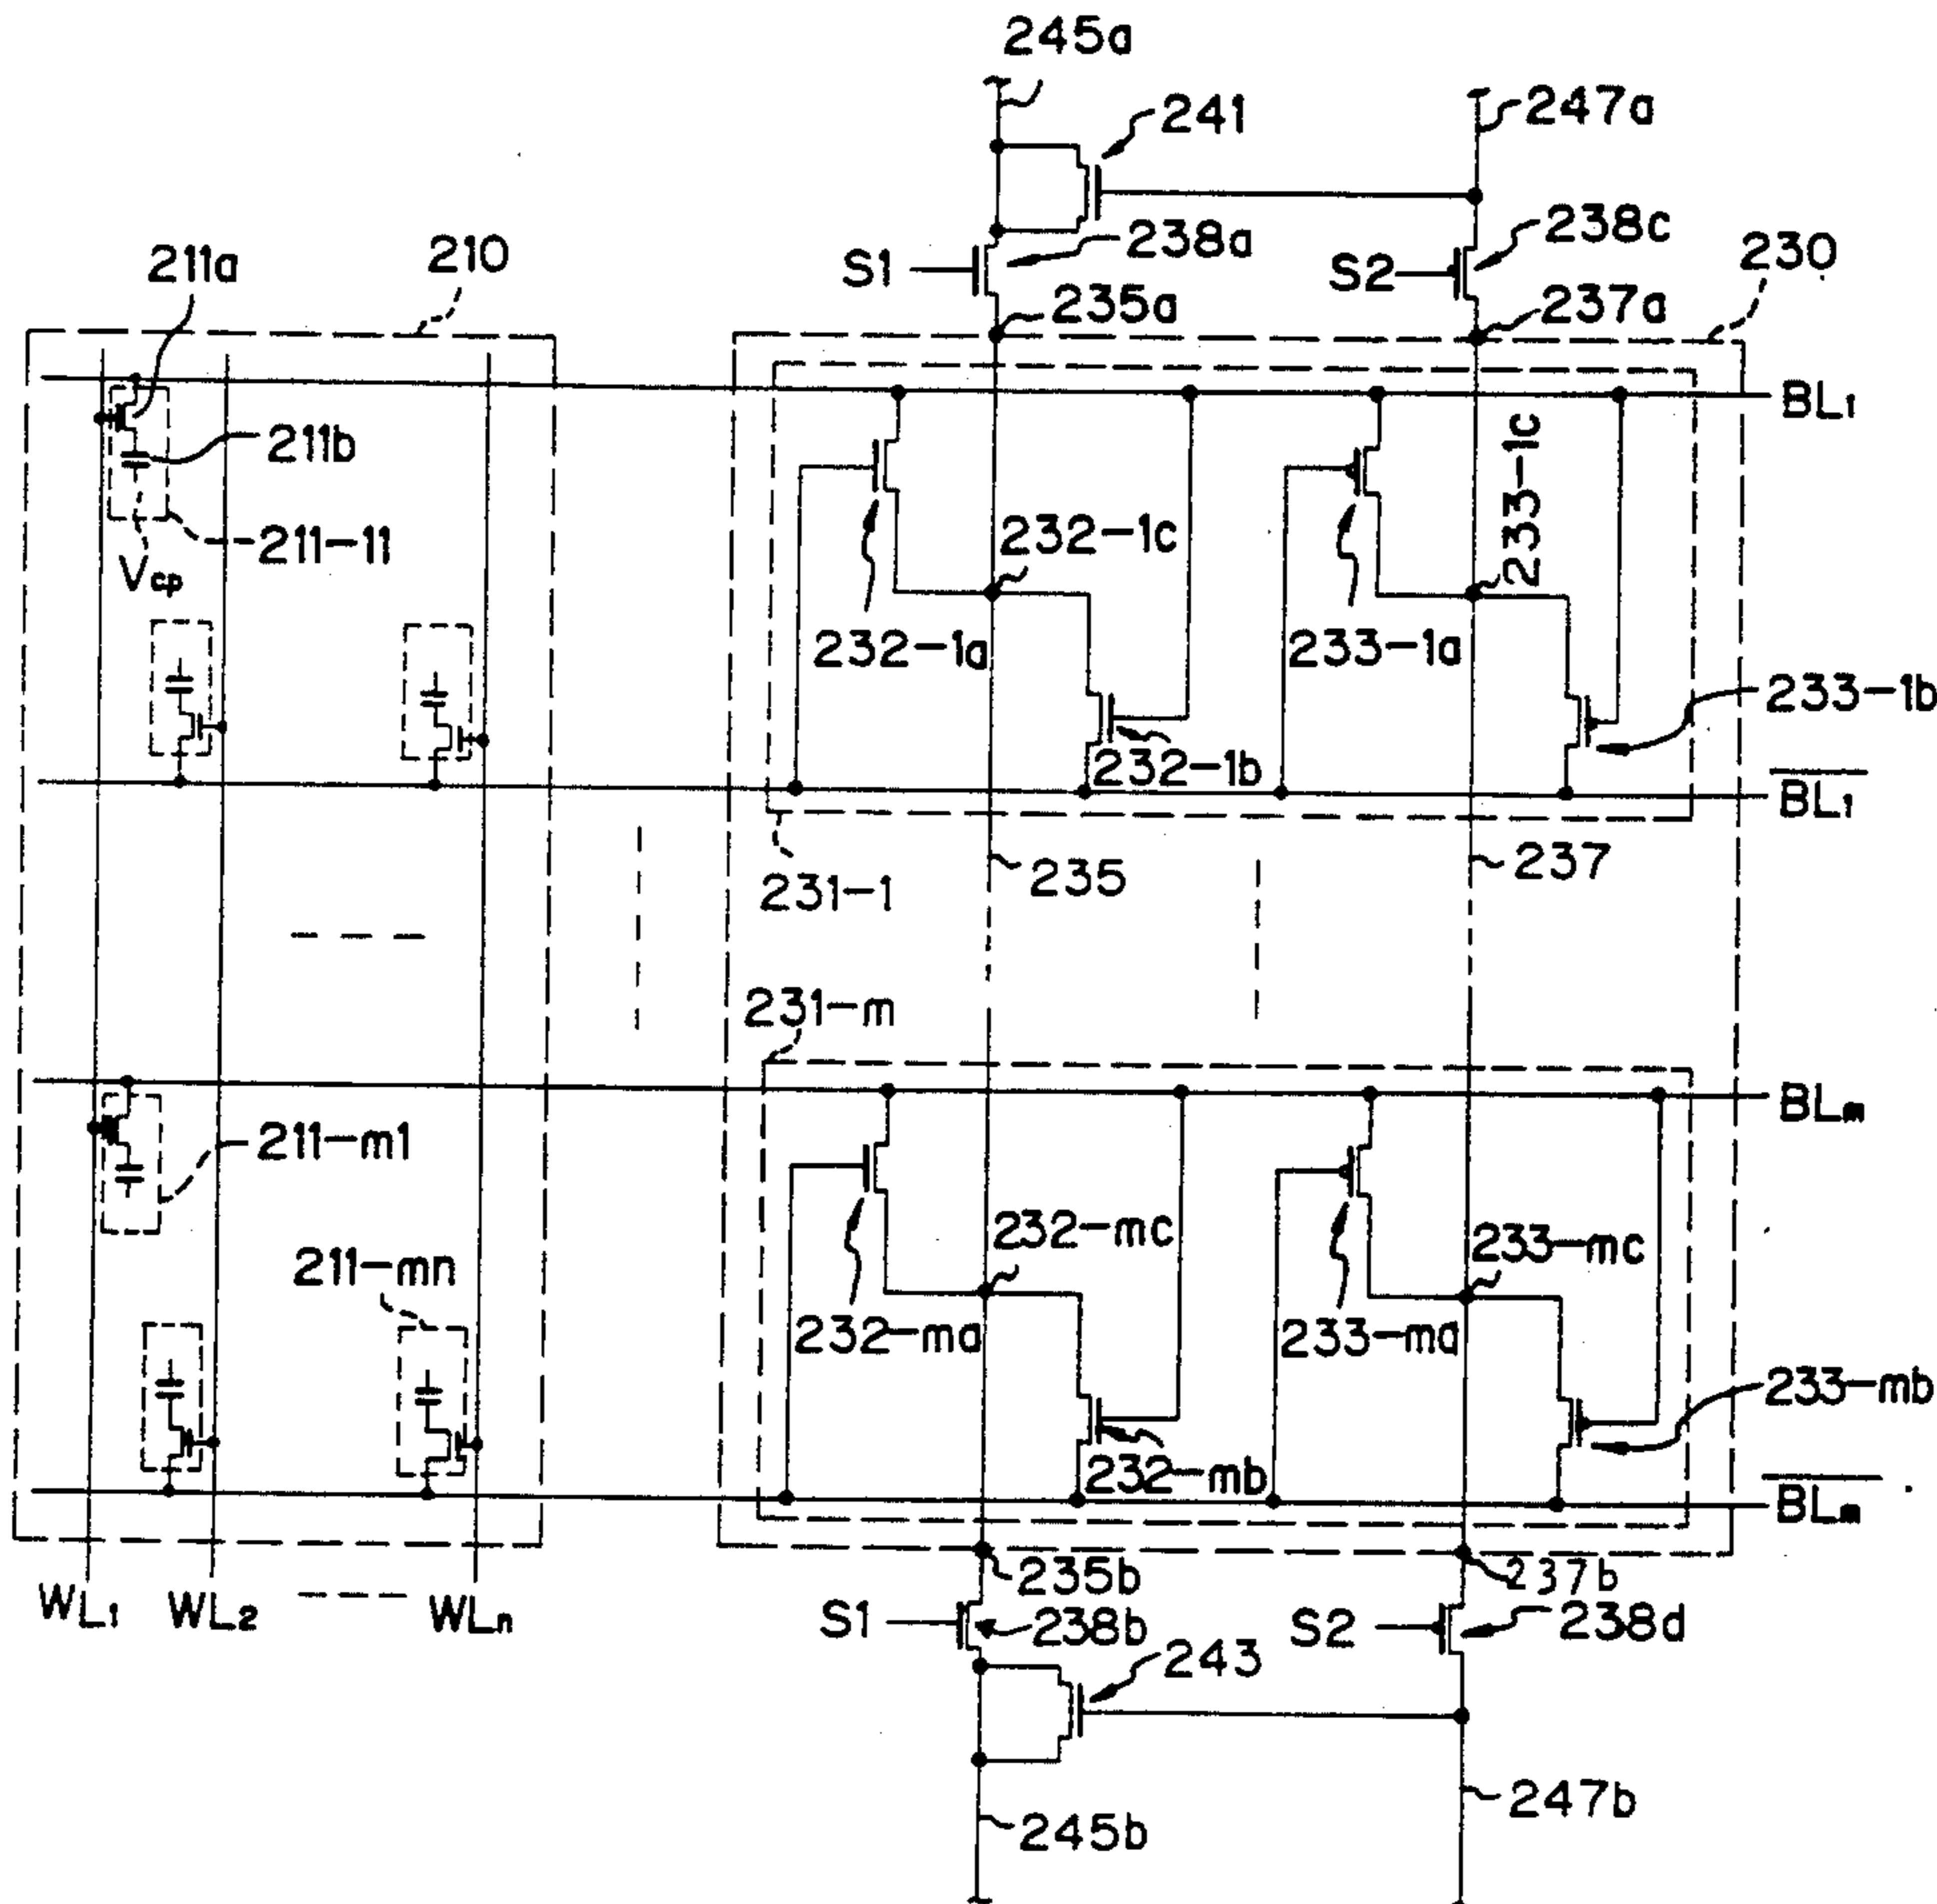 245a
241
247a
211a
210
S1
238a
S2
238c
230
235a
237a
BL1
211b
211-11
Vcp
232-1c
233-1c
232-1a
233-1a
233-1b
232-1b
BL1
231-1
235
237
231-m
BLm
211-m1
232-mc
233-mc
211-mn
232-ma
233-ma
233-mb
232-mb
BLm
235b
237b
WL1
WL2
WLn
S1
238b
S2
238d
243
247b
245b